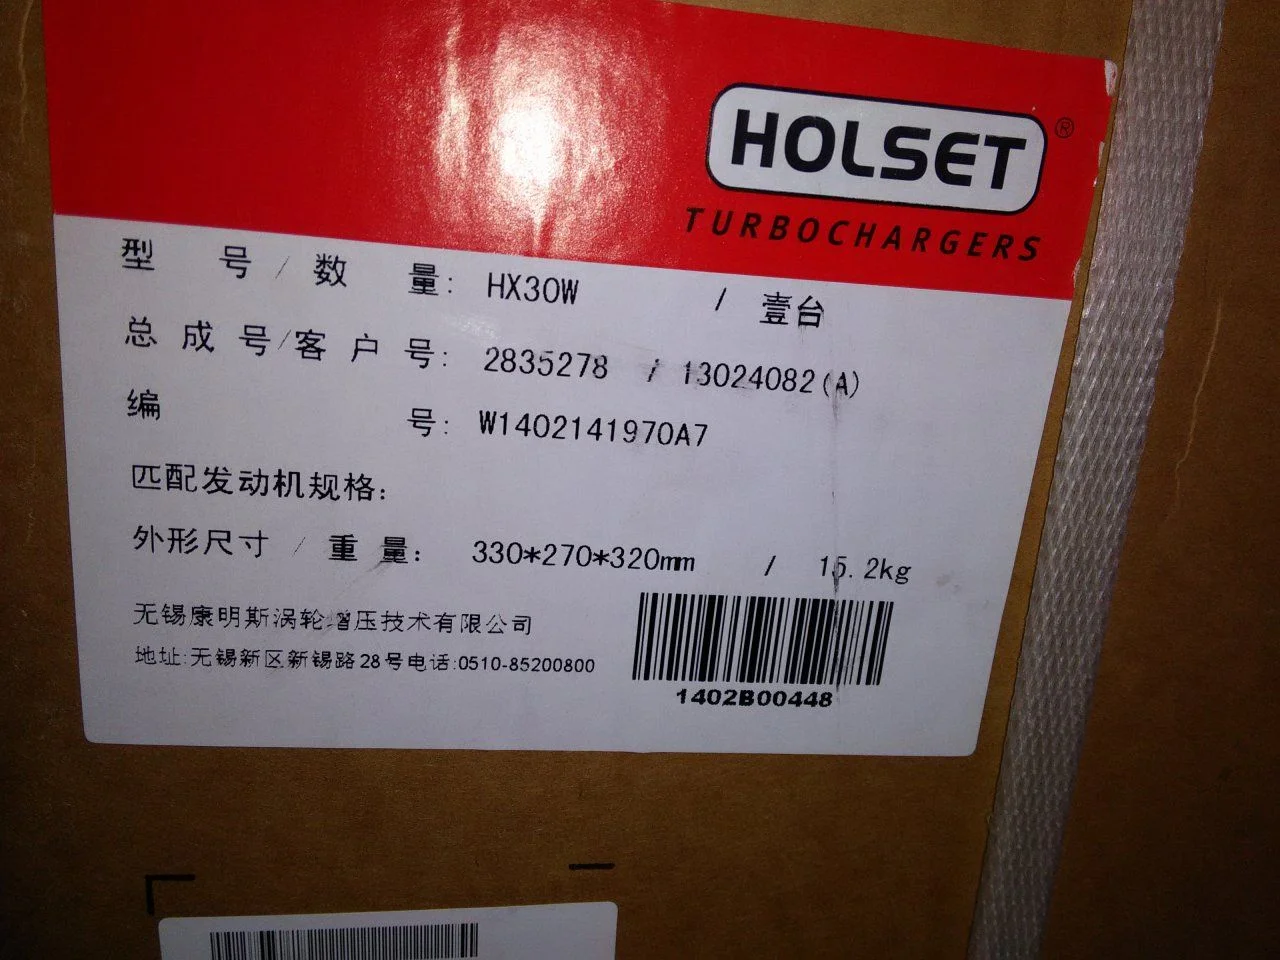 HOLSET®
TURBOCHARGERS
型 号 / 数 量: HX30W / 壹台
总 成 号/客 户 号: 2835278 / 13024082(A)
编 号: W1402141970A7
匹配发动机规格:
外形尺寸 / 重 量: 330*270*320mm / 15.2kg
无锡康明斯涡轮增压技术有限公司
地址:无锡新区新锡路28号电话:0510-85200800
1402B00448